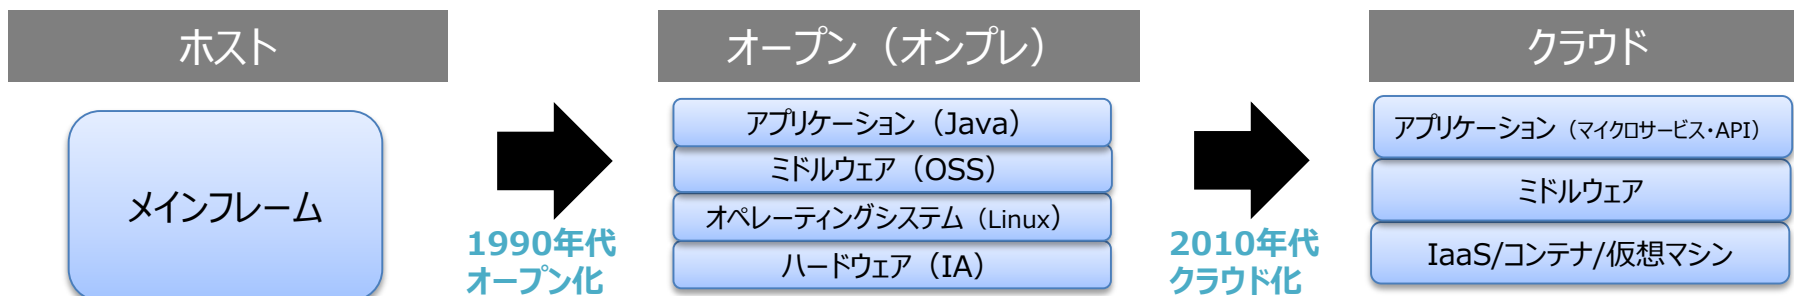 ホスト
メインフレーム
1990年代
オープン化
オープン（オンプレ）
アプリケーション（Java）
ミドルウェア（OSS）
オペレーティングシステム（Linux）
ハードウェア（IA）
2010年代
クラウド化
クラウド
アプリケーション（マイクロサービス・API）
ミドルウェア
IaaS/コンテナ/仮想マシン